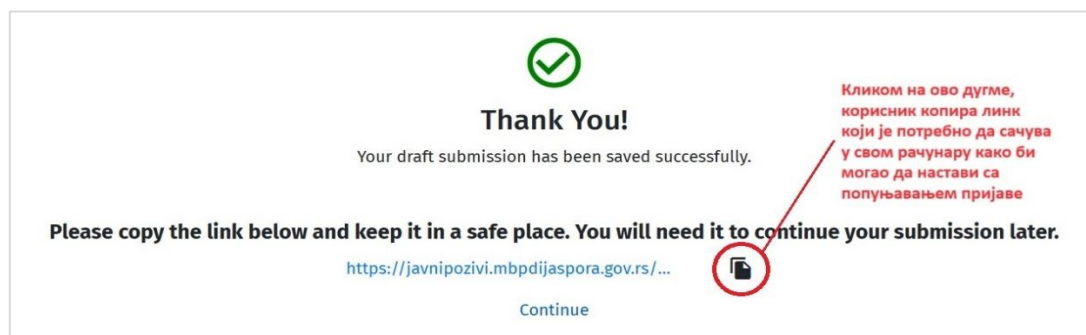 Thank You!
Your draft submission has been saved successfully.
Кликом на ово дугме,
корисник копира линк
који је потребно да сачува
у свом рачунару како би
могао да настави са
попуњавањем пријаве
Please copy the link below and keep it in a safe place. You will need it to continue your submission later.
https://javnipozivi.mbpdijaspora.gov.rs/...
Continue